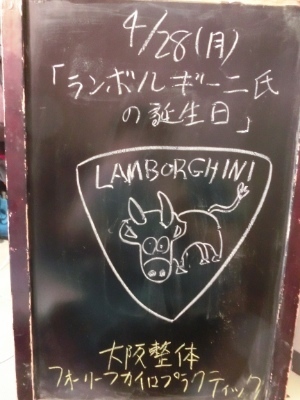 4/28(月)
「ランボルギーニ氏
の誕生日」
LAMBORGHINI
大阪整体
フォーリーフカイロプラクティック